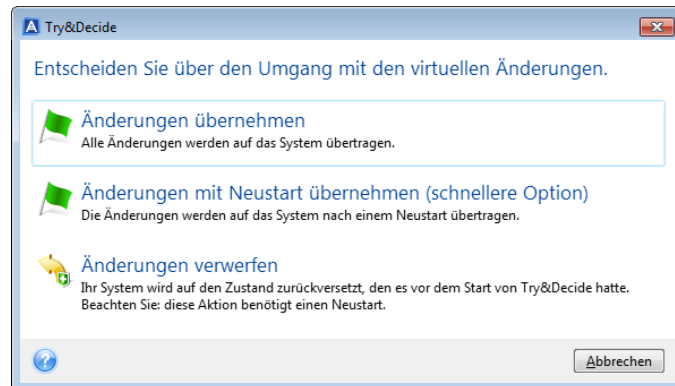 Try&Decide
Entscheiden Sie über den Umgang mit den virtuellen Änderungen.
Änderungen übernehmen
Alle Änderungen werden auf das System übertragen.
Änderungen mit Neustart übernehmen (schnellere Option)
Die Änderungen werden auf das System nach einem Neustart übertragen.
Änderungen verwerfen
Ihr System wird auf den Zustand zurückversetzt, den es vor dem Start von Try&Decide hatte.
Beachten Sie: diese Aktion benötigt einen Neustart.
Abbrechen